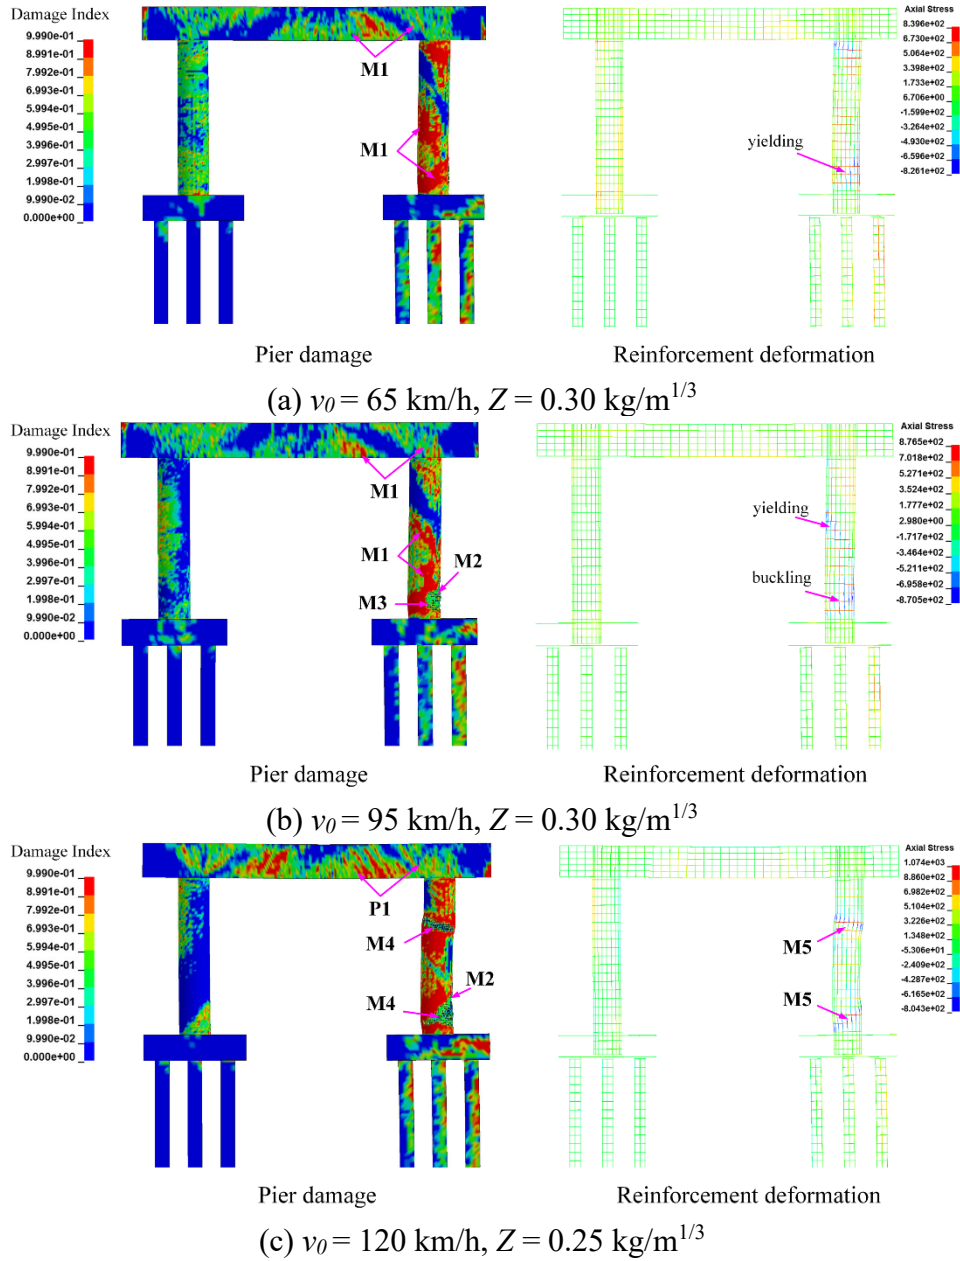 Damage Index
9.990e-01
8.991e-01
7.992e-01
6.993e-01
5.994e-01
4.995e-01
3.996e-01
2.997e-01
1.998e-01
9.990e-02
0.000e+00
M1
M1
Pier damage
Axial Stress
8.396e+02
6.730e+02
5.064e+02
3.398e+02
1.733e+02
6.706e+00
-1.599e+02
-3.264e+02
-4.930e+02
-6.596e+02
-8.261e+02
yielding
Reinforcement deformation
(a) v0 = 65 km/h, Z = 0.30 kg/m1/3
Damage Index
9.990e-01
8.991e-01
7.992e-01
6.993e-01
5.994e-01
4.995e-01
3.996e-01
2.997e-01
1.998e-01
9.990e-02
0.000e+00
M1
M1
M2
M3
Pier damage
Axial Stress
8.765e+02
7.018e+02
5.271e+02
3.524e+02
1.777e+02
2.980e+00
-1.717e+02
-3.464e+02
-5.211e+02
-6.958e+02
-8.705e+02
yielding
buckling
Reinforcement deformation
(b) v0 = 95 km/h, Z = 0.30 kg/m1/3
Damage Index
9.990e-01
8.991e-01
7.992e-01
6.993e-01
5.994e-01
4.995e-01
3.996e-01
2.997e-01
1.998e-01
9.990e-02
0.000e+00
P1
M4
M2
M4
Pier damage
Axial Stress
1.074e+03
8.860e+02
6.982e+02
5.104e+02
3.226e+02
1.348e+02
-5.306e+01
-2.409e+02
-4.287e+02
-6.165e+02
-8.043e+02
M5
M5
Reinforcement deformation
(c) v0 = 120 km/h, Z = 0.25 kg/m1/3